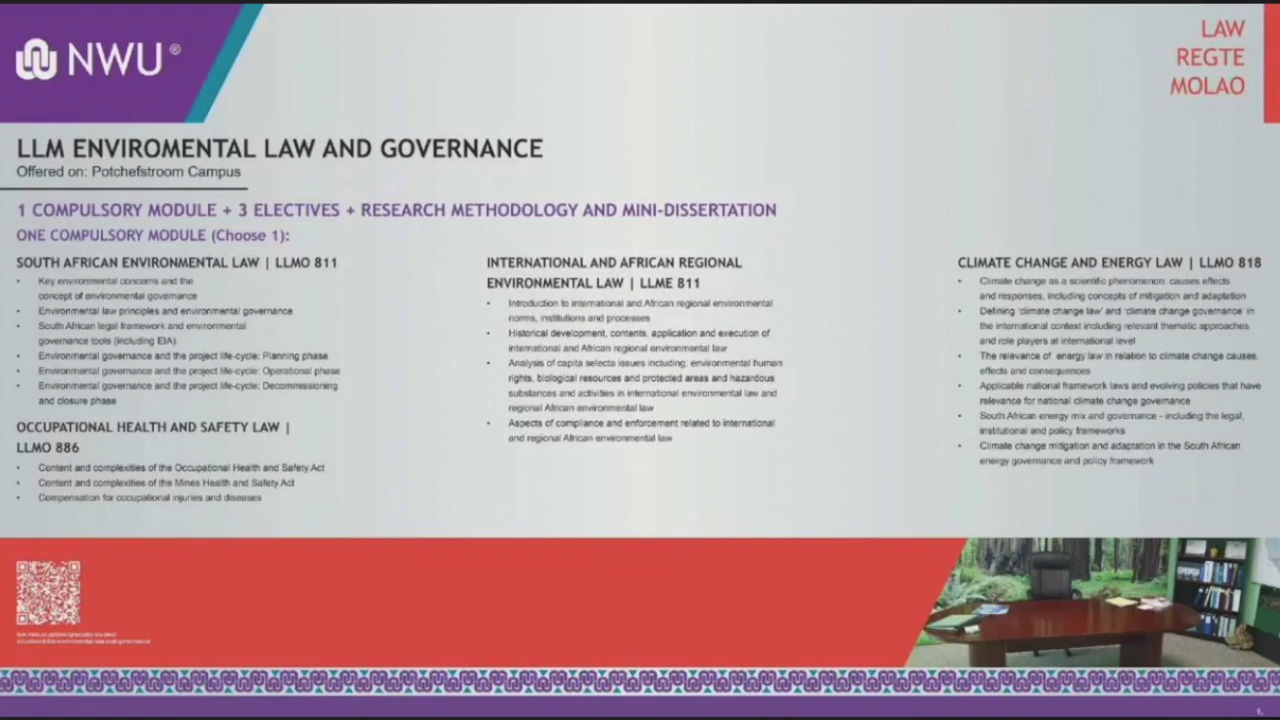 NWU®
LAW
REGTE
MOLAO
LLM ENVIROMENTAL LAW AND GOVERNANCE
Offered on: Potchefstroom Campus
1 COMPULSORY MODULE + 3 ELECTIVES + RESEARCH METHODOLOGY AND MINI-DISSERTATION
ONE COMPULSORY MODULE (Choose 1):
SOUTH AFRICAN ENVIRONMENTAL LAW | LLMO 811
• Key environmental concerns and the
concept of environmental governance
• Environmental law principles and environmental governance
• South African legal framework and environmental
governance tools (including EIA)
• Environmental governance and the project life-cycle: Planning phase
• Environmental governance and the project life-cycle: Operational phase
• Environmental governance and the project life-cycle: Decommissioning
and closure phase
OCCUPATIONAL HEALTH AND SAFETY LAW |
LLMO 886
• Content and complexities of the Occupational Health and Safety Act
• Content and complexities of the Mines Health and Safety Act
• Compensation for occupational injuries and diseases
INTERNATIONAL AND AFRICAN REGIONAL
ENVIRONMENTAL LAW | LLME 811
• Introduction to international and African regional environmental
norms, institutions and processes
• Historical development, contents, application and execution of
international and African regional environmental law
• Analysis of capita selecta issues including; environmental human
rights, biological resources and protected areas and hazardous
substances and activities in international environmental law and
regional African environmental law
• Aspects of compliance and enforcement related to international
and regional African environmental law
CLIMATE CHANGE AND ENERGY LAW | LLMO 818
• Climate change as a scientific phenomenon: causes effects
and responses, including concepts of mitigation and adaptation
• Defining 'climate change law' and 'climate change governance' in
the international context including relevant thematic approaches
and role players at international level
• The relevance of energy law in relation to climate change causes,
effects and consequences
• Applicable national framework laws and evolving policies that have
relevance for national climate change governance
• South African energy mix and governance - including the legal,
institutional and policy frameworks
• Climate change mitigation and adaptation in the South African
energy governance and policy framework
1.